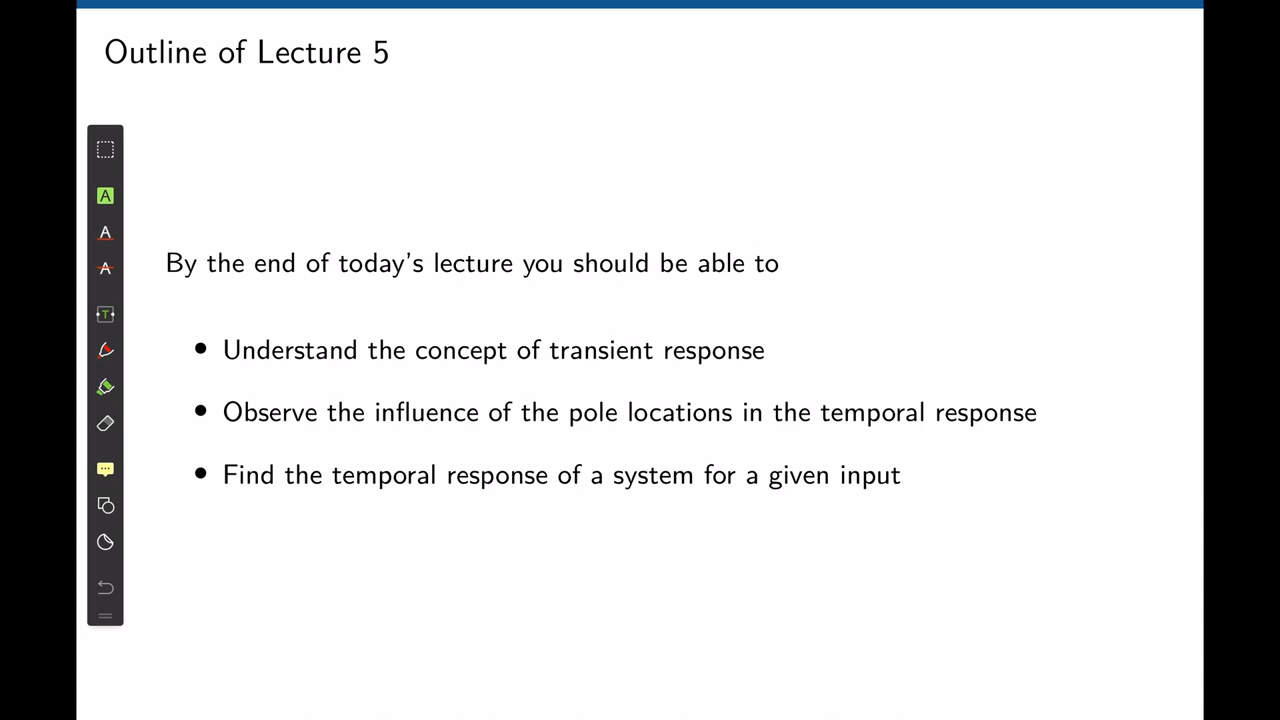 Outline of Lecture 5
A
A
A
T
By the end of today's lecture you should be able to
• Understand the concept of transient response
• Observe the influence of the pole locations in the temporal response
• Find the temporal response of a system for a given input